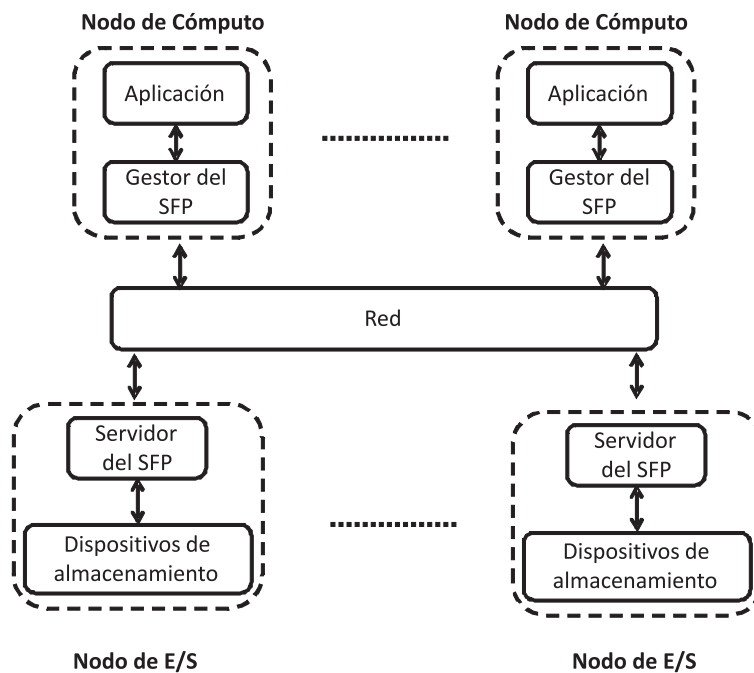 Nodo de Cómputo
Nodo de Cómputo
Aplicación
Aplicación
Gestor del
SFP
Gestor del
SFP
Red
Servidor
del SFP
Servidor
del SFP
Dispositivos de
almacenamiento
Dispositivos de
almacenamiento
Nodo de E/S
Nodo de E/S